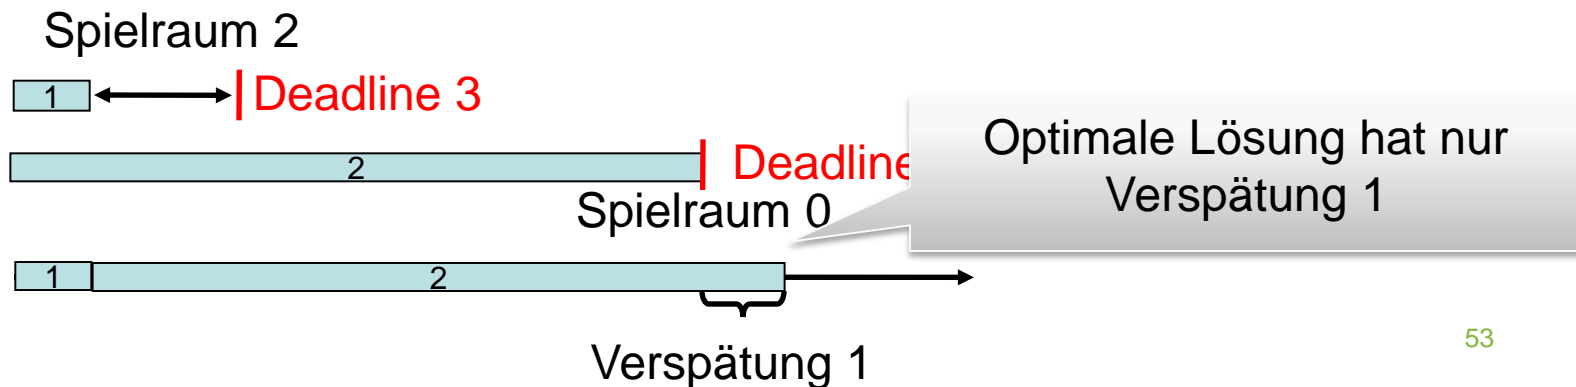 Spielraum 2
1
Deadline 3
2
Deadline
Spielraum 0
Optimale Lösung hat nur
Verspätung 1
1
2
Verspätung 1
53